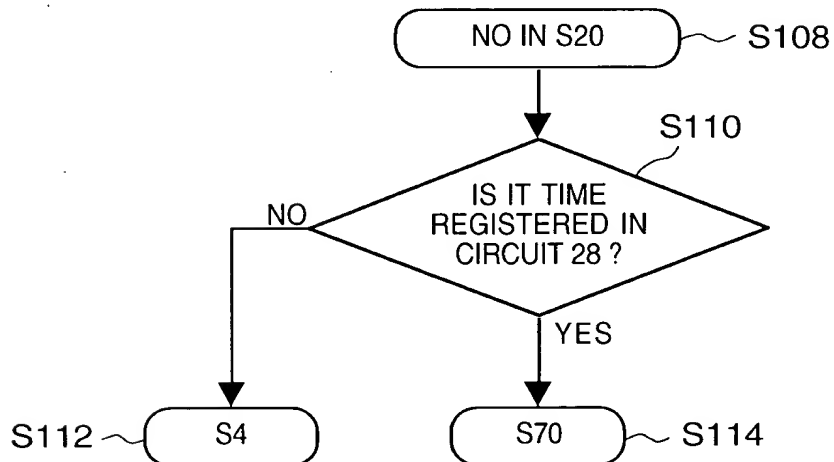 NO IN S20
S108
S110
IS IT TIME
REGISTERED IN
CIRCUIT 28 ?
NO
YES
S112
S4
S70
S114